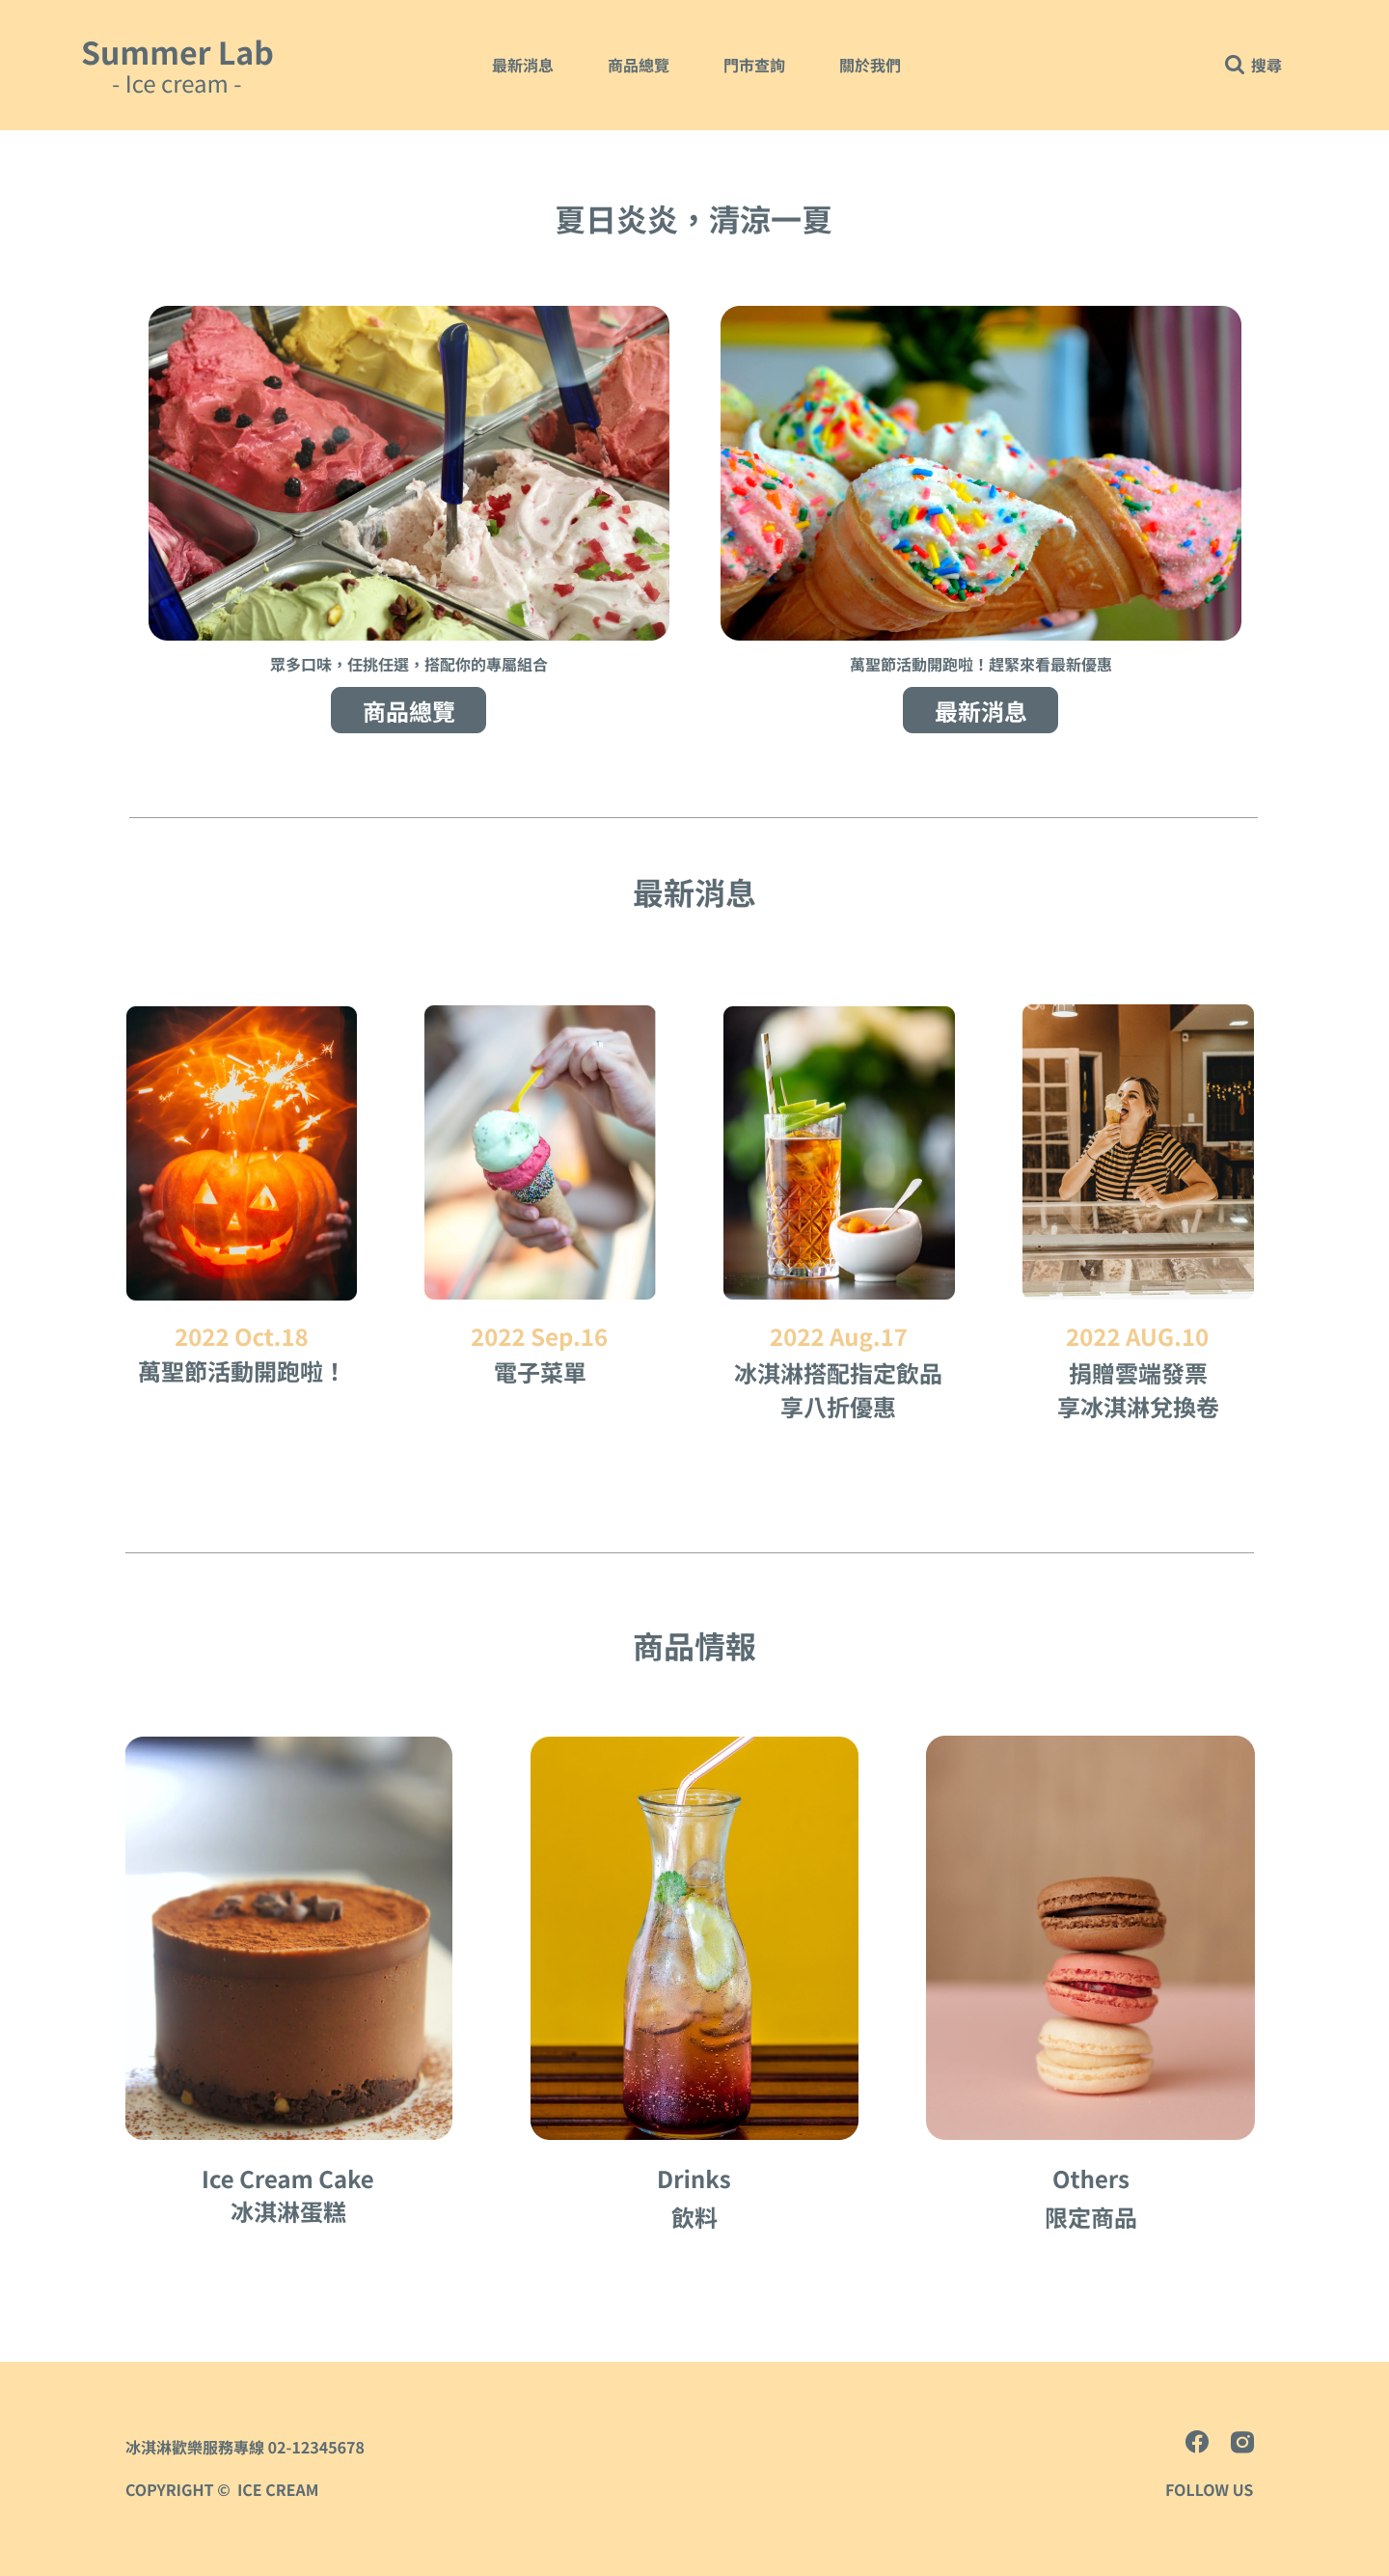 Summer Lab
- Ice cream -
最新消息
商品總覽
門市查詢
關於我們
搜尋
夏日炎炎，清涼一夏
眾多口味，任挑任選，搭配你的專屬組合
商品總覽
萬聖節活動開跑啦！趕緊來看最新優惠
最新消息
最新消息
2022 Oct.18
萬聖節活動開跑啦！
2022 Sep.16
電子菜單
2022 Aug.17
冰淇淋搭配指定飲品
享八折優惠
2022 AUG.10
捐贈雲端發票
享冰淇淋兌換卷
商品情報
Ice Cream Cake
冰淇淋蛋糕
Drinks
飲料
Others
限定商品
冰淇淋歡樂服務專線 02-12345678
COPYRIGHT © ICE CREAM
FOLLOW US